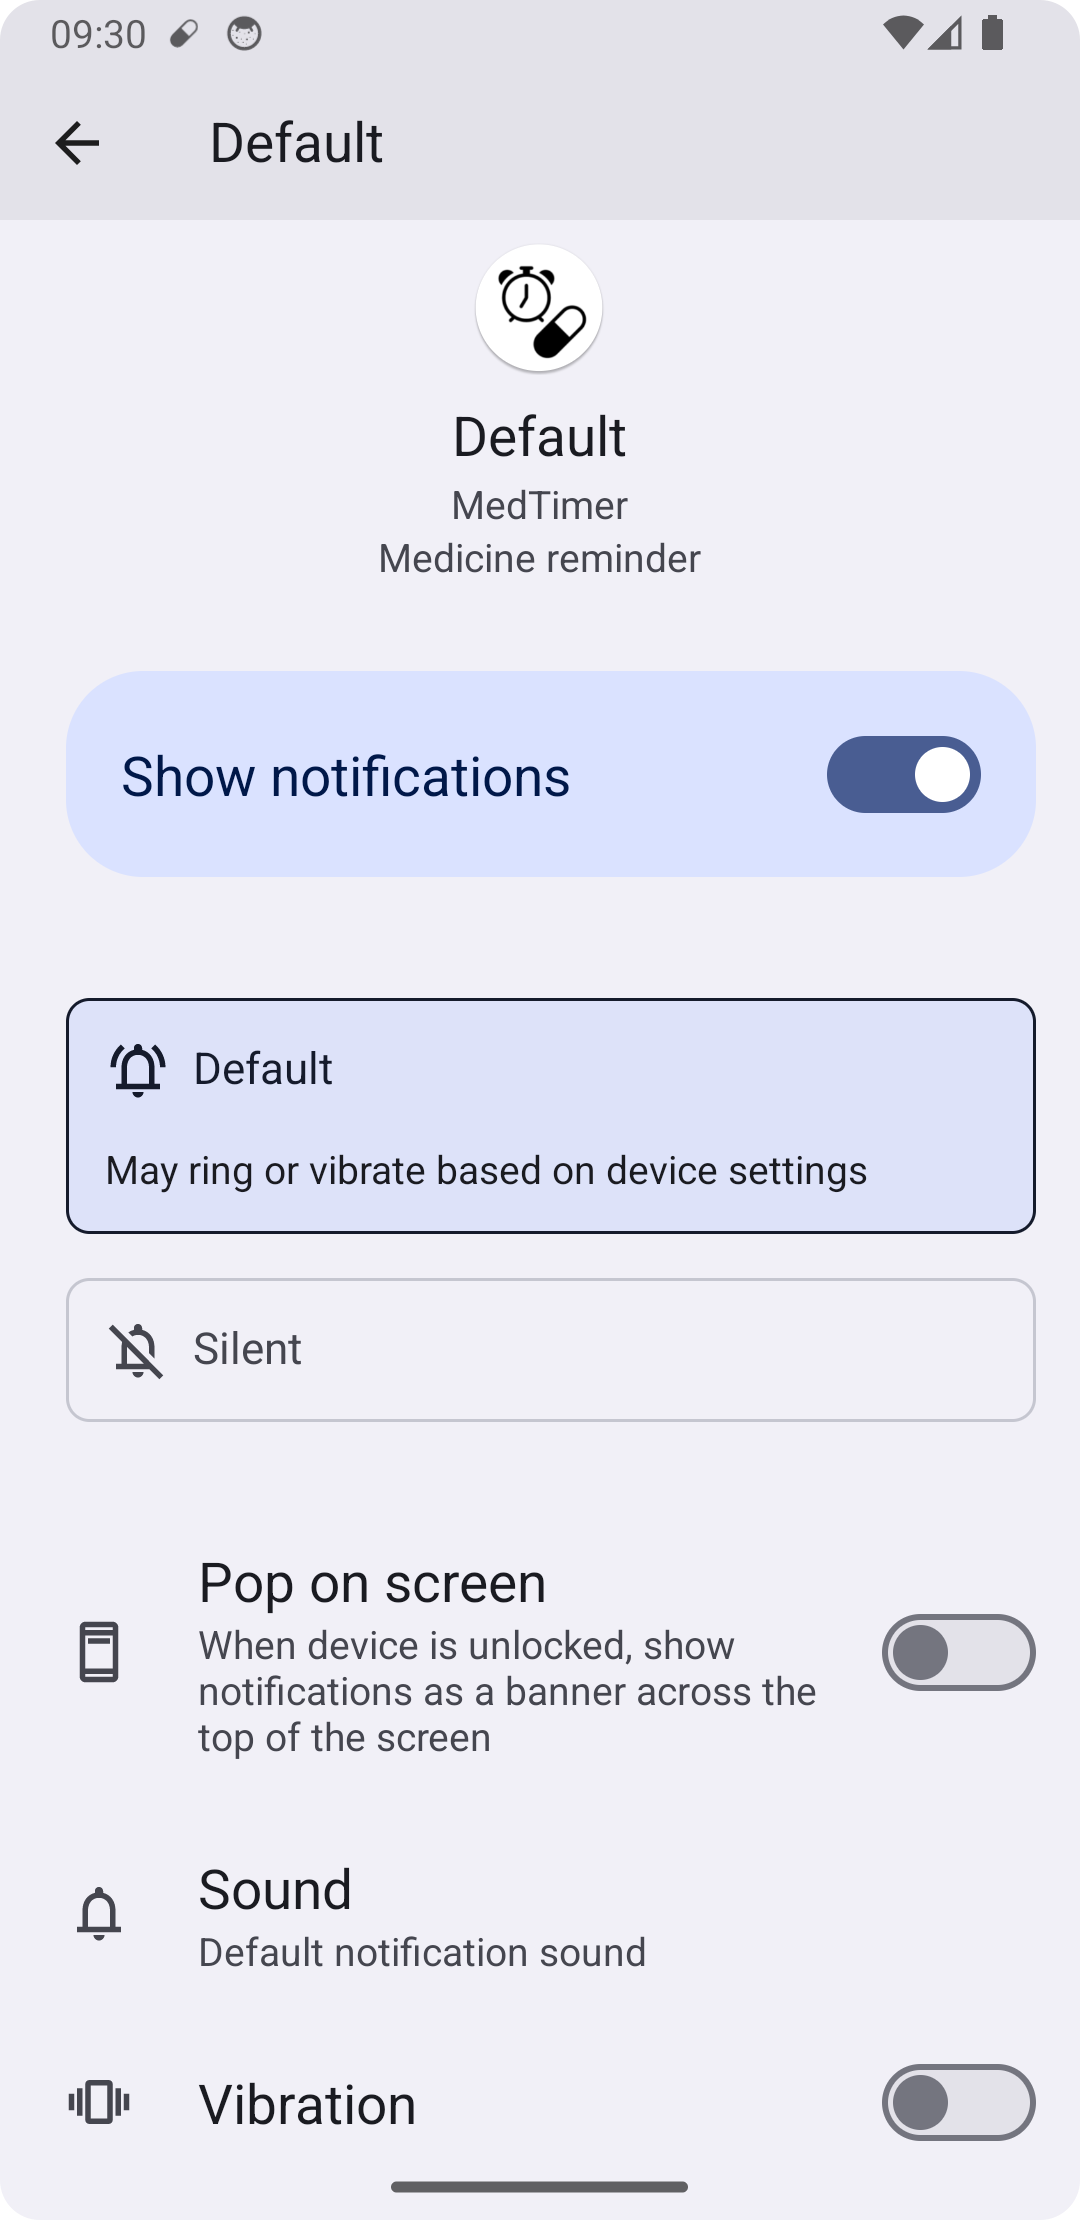 09:30
Default
Default
MedTimer
Medicine reminder
Show notifications
Default
May ring or vibrate based on device settings
Silent
Pop on screen
When device is unlocked, show
notifications as a banner across the
top of the screen
Sound
Default notification sound
Vibration